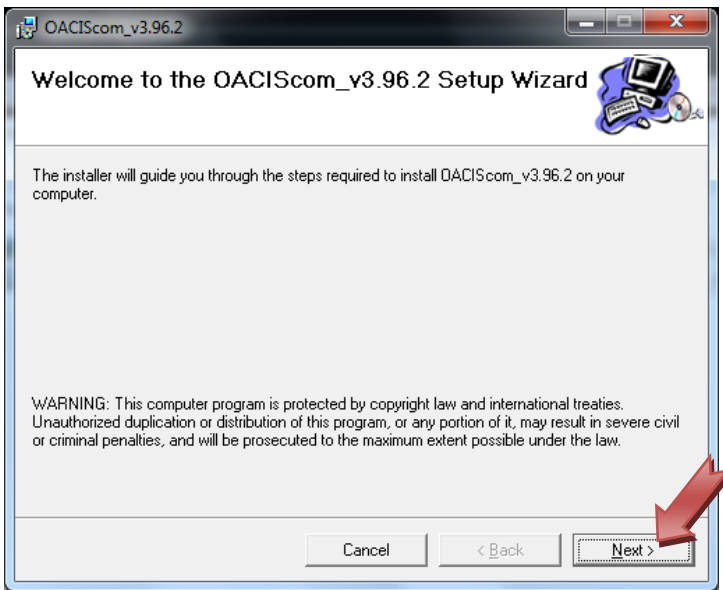 OACIScom_v3.96.2
Welcome to the OACIScom_v3.96.2 Setup Wizard
The installer will guide you through the steps required to install OACIScom_v3.96.2 on your
computer.
WARNING: This computer program is protected by copyright law and international treaties.
Unauthorized duplication or distribution of this program, or any portion of it, may result in severe civil
or criminal penalties, and will be prosecuted to the maximum extent possible under the law.
Cancel
< Back
Next >